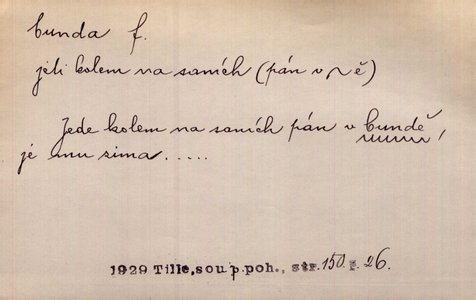 bunda f.
jeli kolem na saních (pán v ~ě)
Jede kolem na saních pán v bundě,
je mu zima.....
1929 Tille, soup.poh., str. 150 ř. 26.